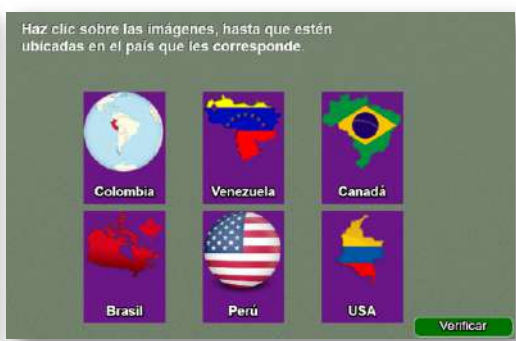 Haz clic sobre las imágenes, hasta que estén
ubicadas en el país que les corresponde.
Colombia
Venezuela
Canadá
Brasil
Perú
USA
Verificar